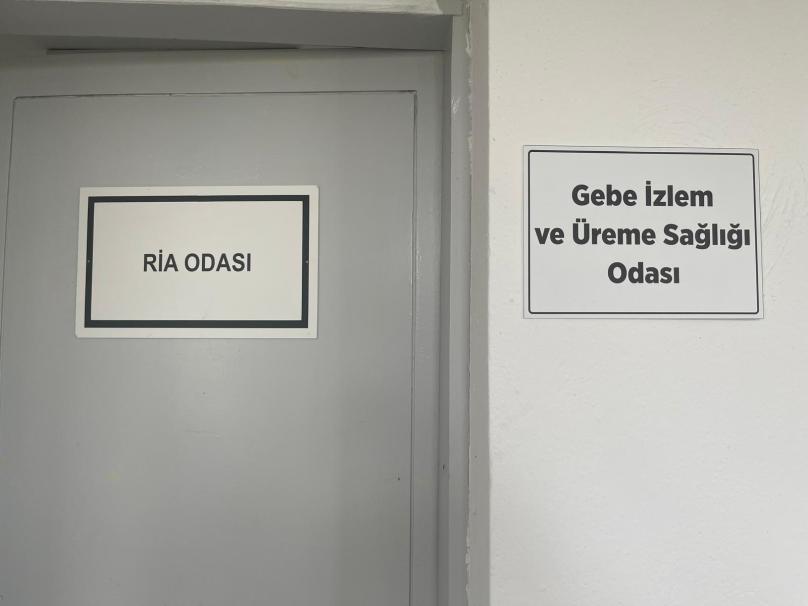 RİA ODASI
Gebe İzlem
ve Üreme Sağlığı
Odası